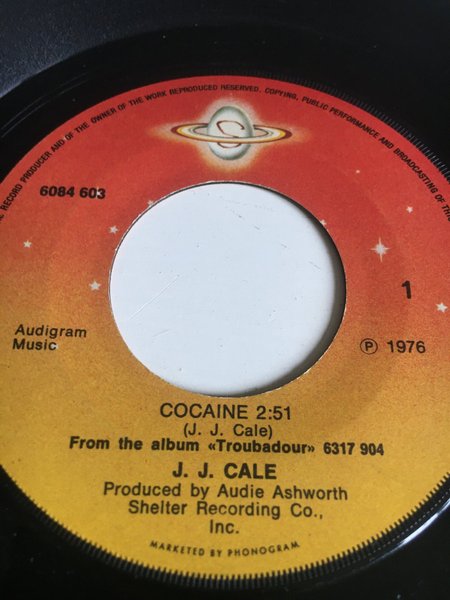 RECORD PRODUCER AND OF THE OWNER OF THE WORK REPRODUCED RESERVED. COPYING, PUBLIC PERFORMANCE AND BROADCASTING OF THIS
S
6084 603
1
Audigram
Music
Ⓟ 1976
COCAINE 2:51
(J. J. Cale)
From the album «Troubadour» 6317 904
J. J. CALE
Produced by Audie Ashworth
Shelter Recording Co.,
Inc.
MARKETED BY PHONOGRAM